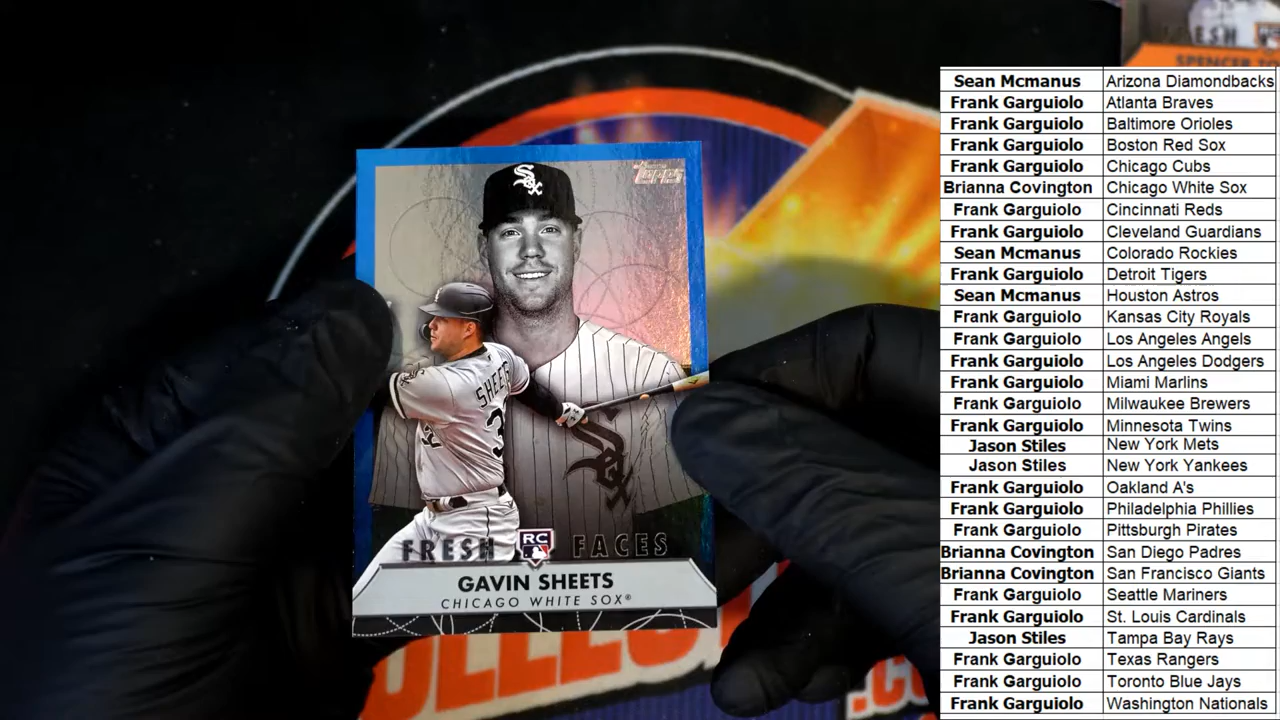 ESH
SPENCER TO
Sox
Topps
SHEETS
32
Sox
FRESH RC FACES
GAVIN SHEETS
CHICAGO WHITE SOX®
Sean Mcmanus Arizona Diamondbacks
Frank Garguiolo Atlanta Braves
Frank Garguiolo Baltimore Orioles
Frank Garguiolo Boston Red Sox
Frank Garguiolo Chicago Cubs
Brianna Covington Chicago White Sox
Frank Garguiolo Cincinnati Reds
Frank Garguiolo Cleveland Guardians
Sean Mcmanus Colorado Rockies
Frank Garguiolo Detroit Tigers
Sean Mcmanus Houston Astros
Frank Garguiolo Kansas City Royals
Frank Garguiolo Los Angeles Angels
Frank Garguiolo Los Angeles Dodgers
Frank Garguiolo Miami Marlins
Frank Garguiolo Milwaukee Brewers
Frank Garguiolo Minnesota Twins
Jason Stiles New York Mets
Jason Stiles New York Yankees
Frank Garguiolo Oakland A's
Frank Garguiolo Philadelphia Phillies
Frank Garguiolo Pittsburgh Pirates
Brianna Covington San Diego Padres
Brianna Covington San Francisco Giants
Frank Garguiolo Seattle Mariners
Frank Garguiolo St. Louis Cardinals
Jason Stiles Tampa Bay Rays
Frank Garguiolo Texas Rangers
Frank Garguiolo Toronto Blue Jays
Frank Garguiolo Washington Nationals